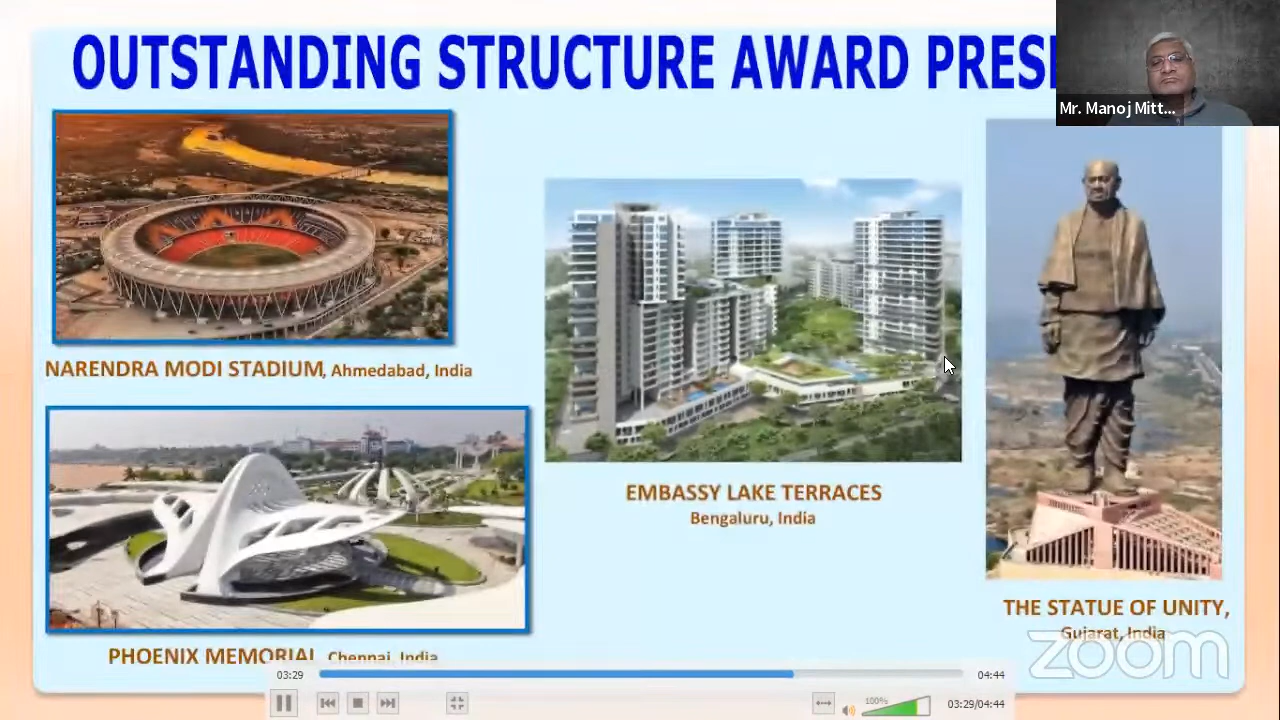 OUTSTANDING STRUCTURE AWARD
Mr. Manoj Mitt...
NARENDRA MODI STADIUM, Ahmedabad, India
EMBASSY LAKE TERRACES
Bengaluru, India
THE STATUE OF UNITY,
Gujarat, India
PHOENIX MEMORIAL Chennai, India
zoom
03:29
04:44
100%
03:29/04:44